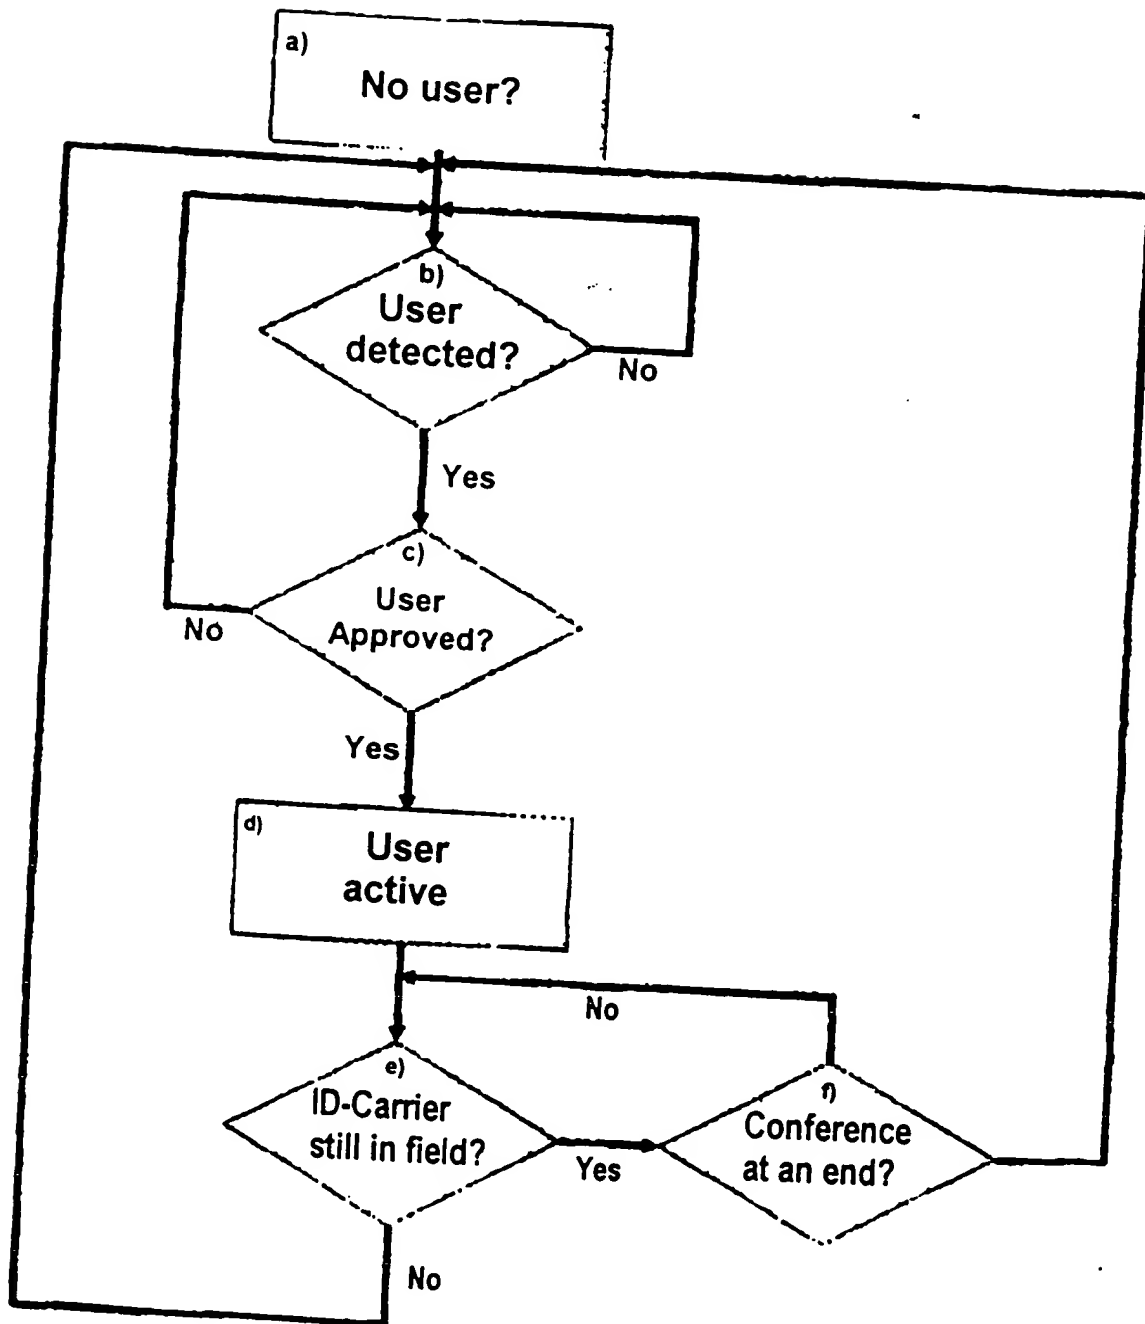 a)
No user?
b)
User
detected?
No
Yes
c)
User
Approved?
No
Yes
d)
User
active
No
e)
ID-Carrier
still in field?
Yes
f)
Conference
at an end?
No